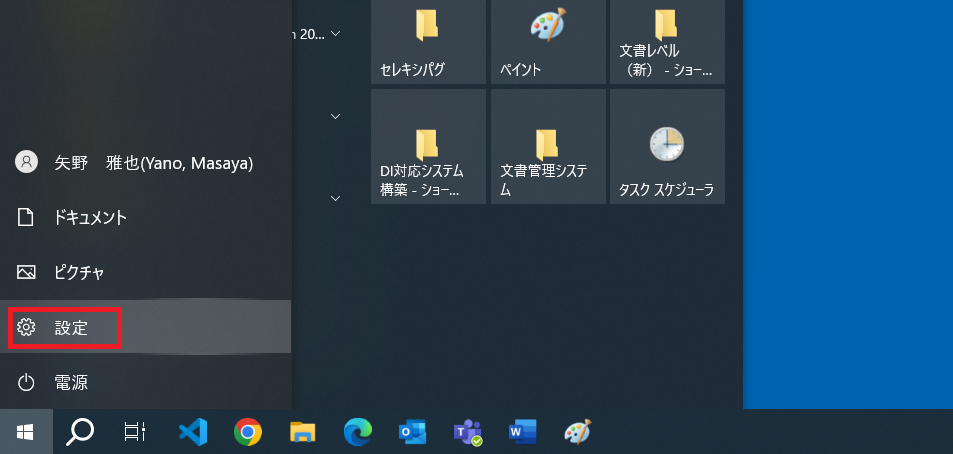 n 20...
セレキシパグ
ペイント
文書レベル
（新） - ショー...
DI対応システム
構築 - ショー...
文書管理システ
ム
タスク スケジューラ
矢野　雅也(Yano, Masaya)
ドキュメント
ピクチャ
設定
電源